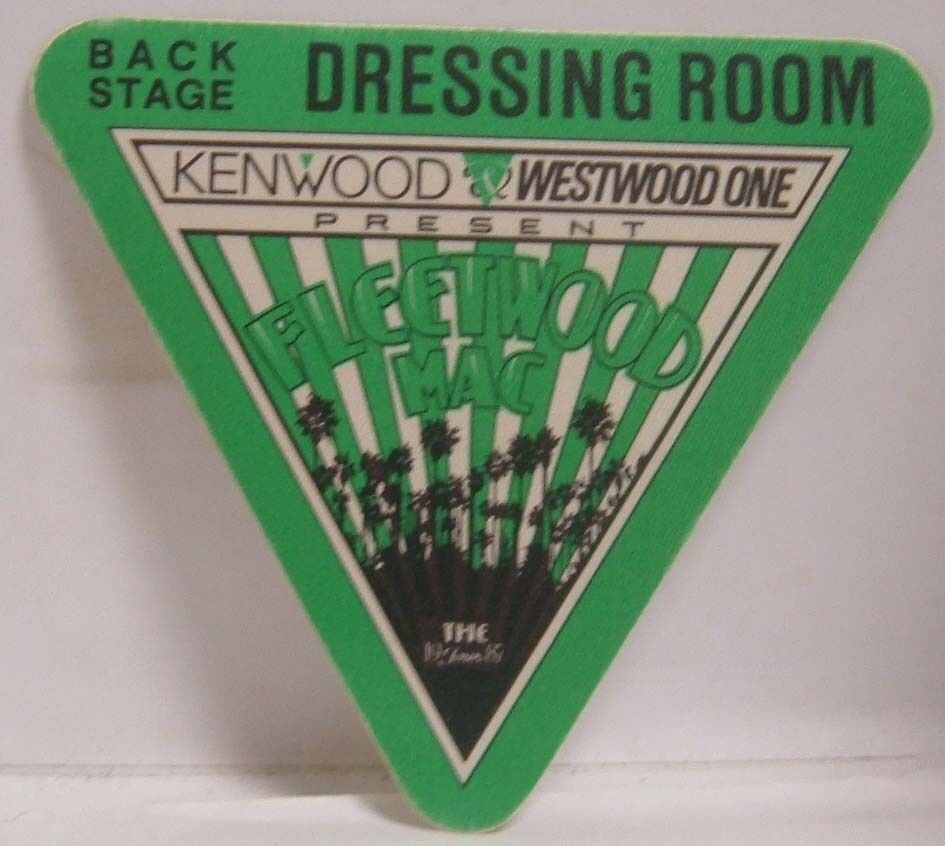 BACK STAGE
DRESSING ROOM
KENWOOD & WESTWOOD ONE
PRESENT
FLEETWOOD
MAC
THE